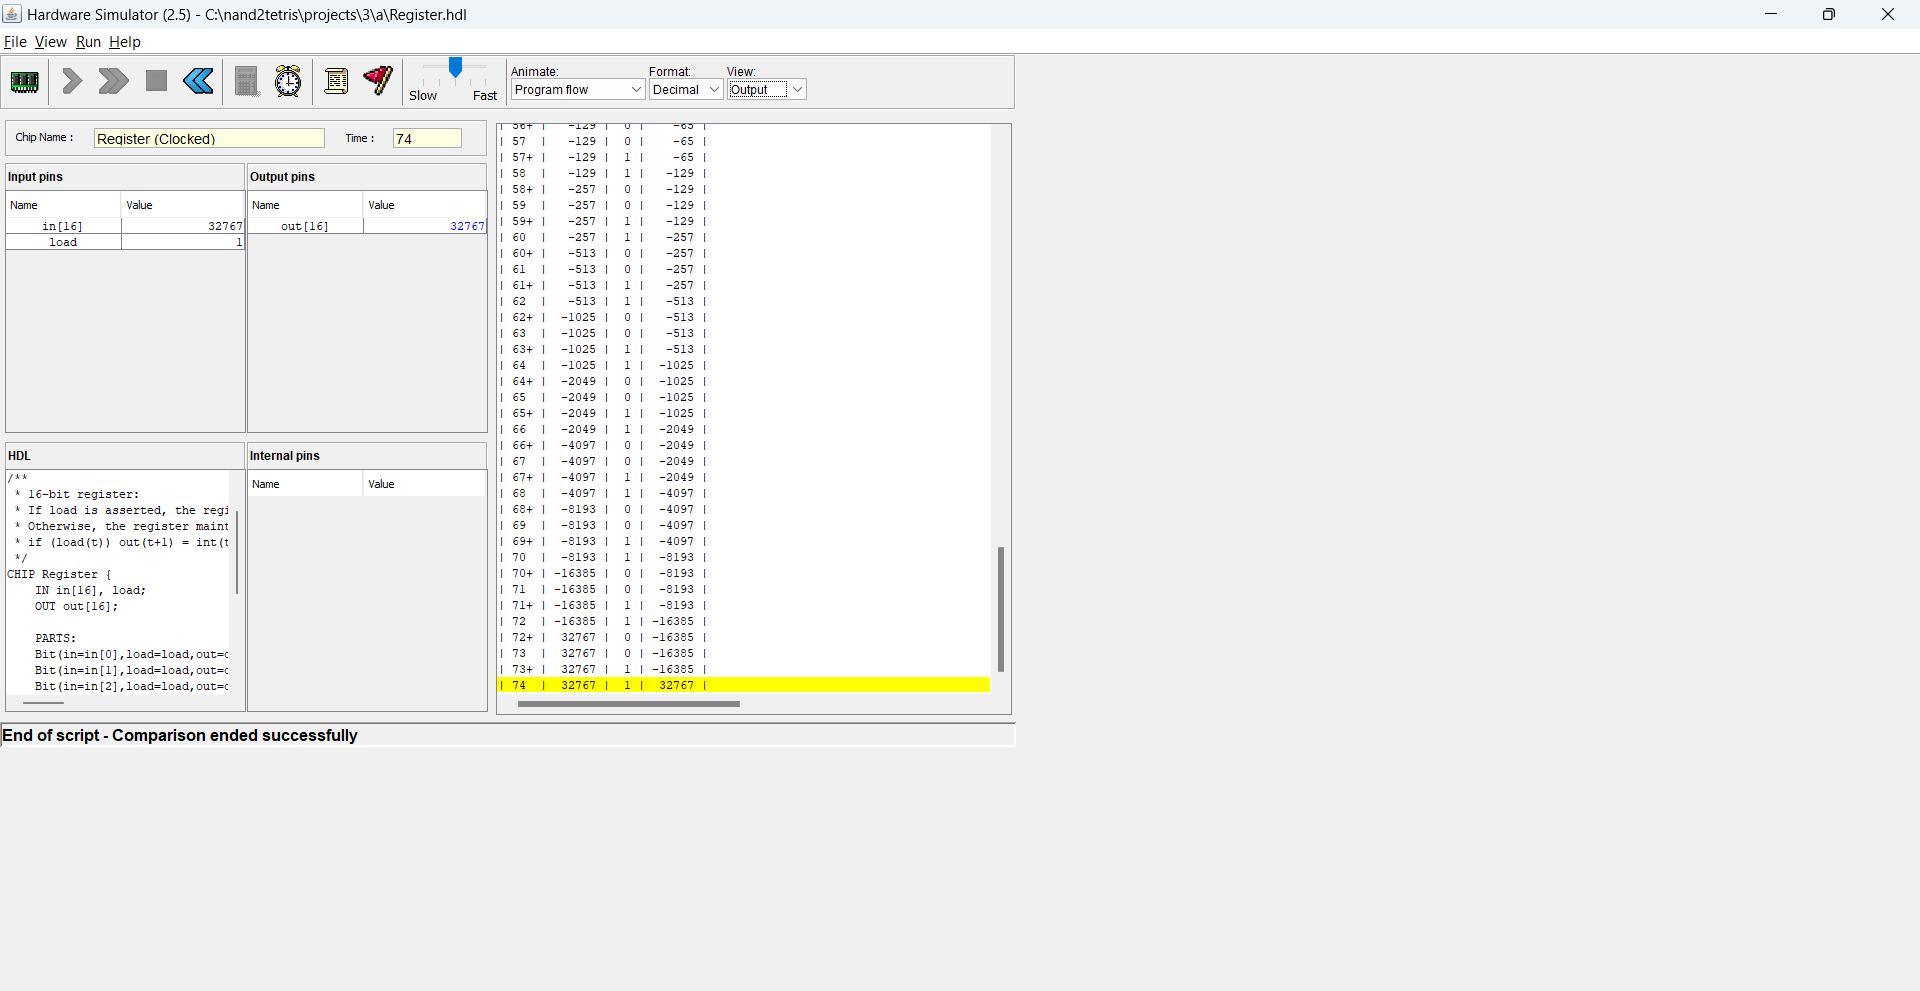 Hardware Simulator (2.5) - C:\nand2tetris\projects\3\a\Register.hdl
File View Run Help
Slow Fast
Animate: Format: View:
Program flow Decimal Output
Chip Name : Register (Clocked) Time : 74
Input pins
Name Value
in[16] 32767
load 1
Output pins
Name Value
out[16] 32767
HDL
/**
* 16-bit register:
* If load is asserted, the regi
* Otherwise, the register maint
* if (load(t)) out(t+1) = int(t
*/
CHIP Register {
IN in[16], load;
OUT out[16];
PARTS:
Bit(in=in[0],load=load,out=o
Bit(in=in[1],load=load,out=o
Bit(in=in[2],load=load,out=o
Internal pins
Name Value
| 56+ | -129 | 0 | -65 |
| 57 | -129 | 0 | -65 |
| 57+ | -129 | 1 | -65 |
| 58 | -129 | 1 | -129 |
| 58+ | -257 | 0 | -129 |
| 59 | -257 | 0 | -129 |
| 59+ | -257 | 1 | -129 |
| 60 | -257 | 1 | -257 |
| 60+ | -513 | 0 | -257 |
| 61 | -513 | 0 | -257 |
| 61+ | -513 | 1 | -257 |
| 62 | -513 | 1 | -513 |
| 62+ | -1025 | 0 | -513 |
| 63 | -1025 | 0 | -513 |
| 63+ | -1025 | 1 | -513 |
| 64 | -1025 | 1 | -1025 |
| 64+ | -2049 | 0 | -1025 |
| 65 | -2049 | 0 | -1025 |
| 65+ | -2049 | 1 | -1025 |
| 66 | -2049 | 1 | -2049 |
| 66+ | -4097 | 0 | -2049 |
| 67 | -4097 | 0 | -2049 |
| 67+ | -4097 | 1 | -2049 |
| 68 | -4097 | 1 | -4097 |
| 68+ | -8193 | 0 | -4097 |
| 69 | -8193 | 0 | -4097 |
| 69+ | -8193 | 1 | -4097 |
| 70 | -8193 | 1 | -8193 |
| 70+ | -16385 | 0 | -8193 |
| 71 | -16385 | 0 | -8193 |
| 71+ | -16385 | 1 | -8193 |
| 72 | -16385 | 1 | -16385 |
| 72+ | 32767 | 0 | -16385 |
| 73 | 32767 | 0 | -16385 |
| 73+ | 32767 | 1 | -16385 |
| 74 | 32767 | 1 | 32767 |
End of script - Comparison ended successfully